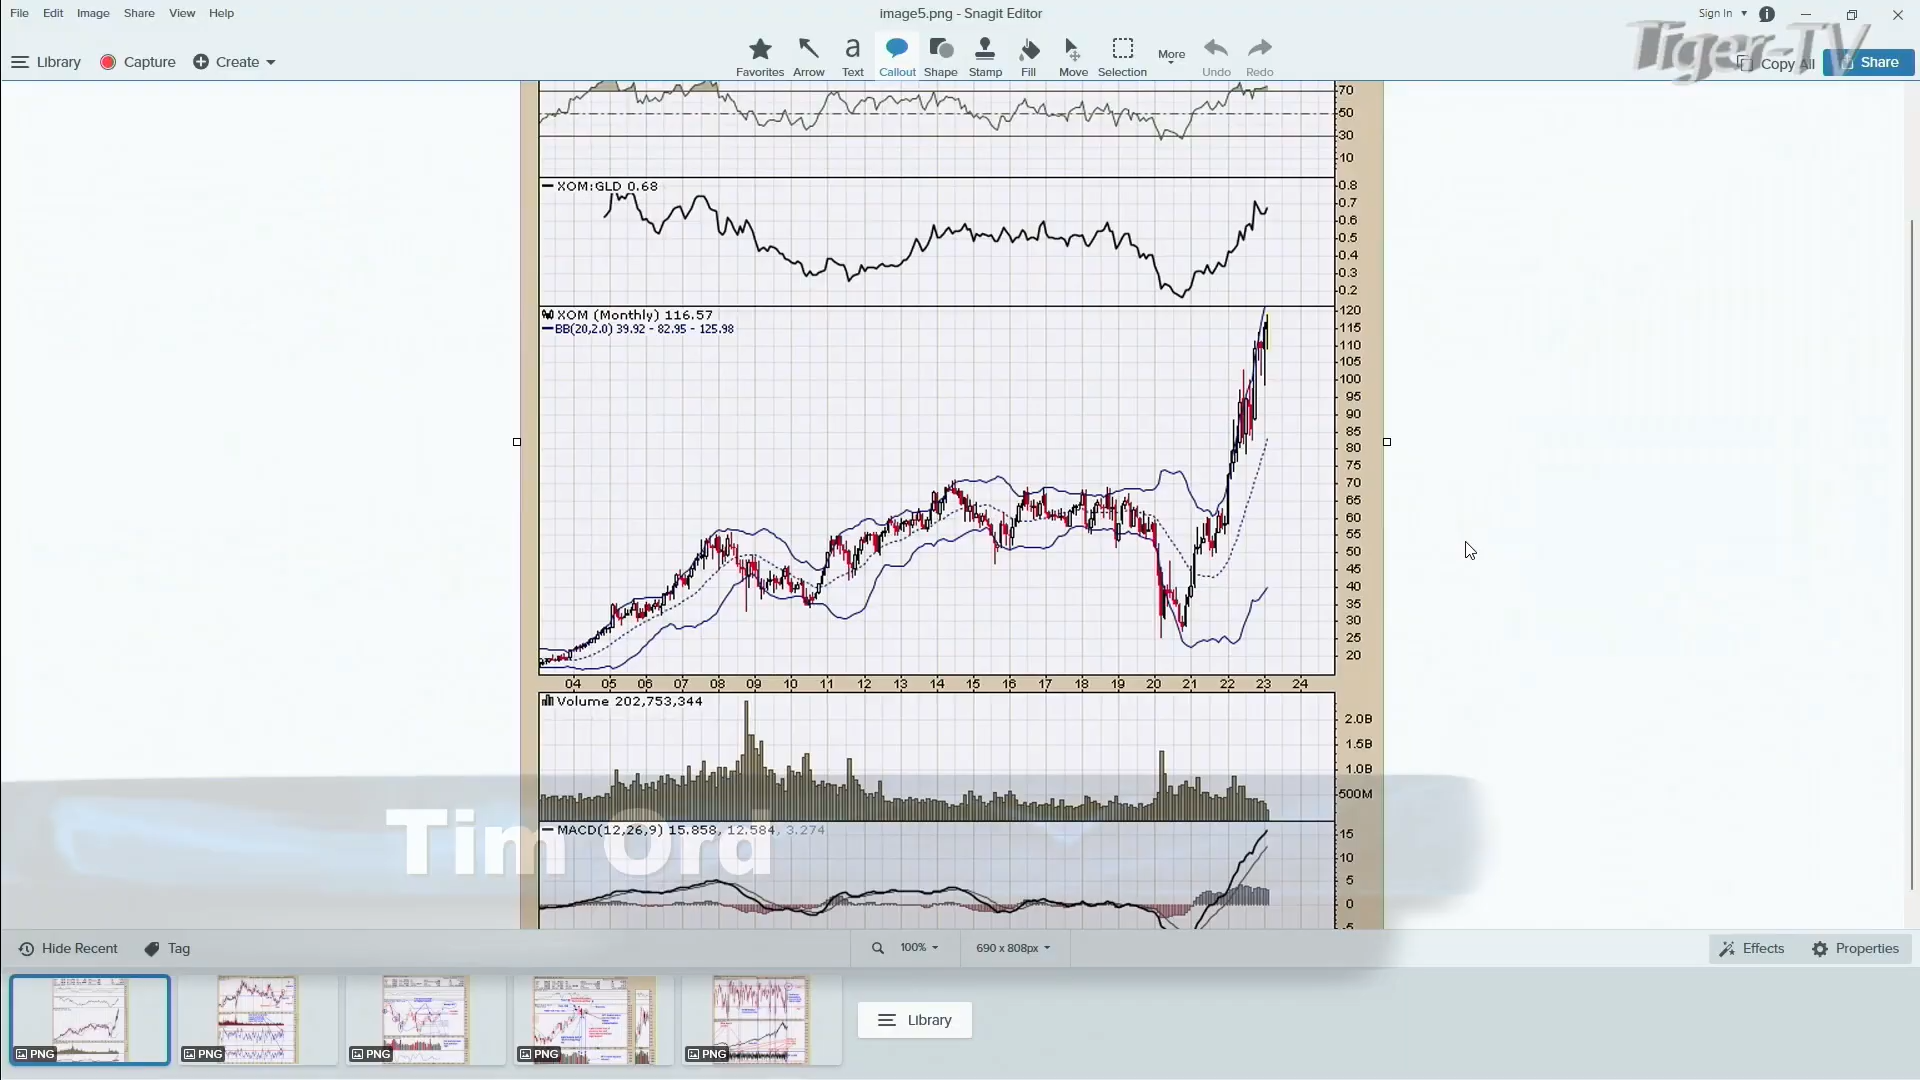 File Edit Image Share View Help
image5.png - Snagit Editor
Sign In
Tiger-TV
Library Capture Create
Favorites Arrow Text Callout Shape Stamp Fill Move Selection More Undo Redo
Copy All Share
70
50
30
10
XOM:GLD 0.68
0.8
0.7
0.6
0.5
0.4
0.3
0.2
XOM (Monthly) 116.57
BB(20,2.0) 39.92 - 82.95 - 125.98
120
115
110
105
100
95
90
85
80
75
70
65
60
55
50
45
40
35
30
25
20
04 05 06 07 08 09 10 11 12 13 14 15 16 17 18 19 20 21 22 23 24
Volume 202,753,344
2.0B
1.5B
1.0B
500M
MACD(12,26,9) 15.858, 12.584, 3.274
15
10
5
0
-5
Tim Ord
Hide Recent Tag
100% 690 x 808px
Effects Properties
PNG PNG PNG PNG PNG
Library